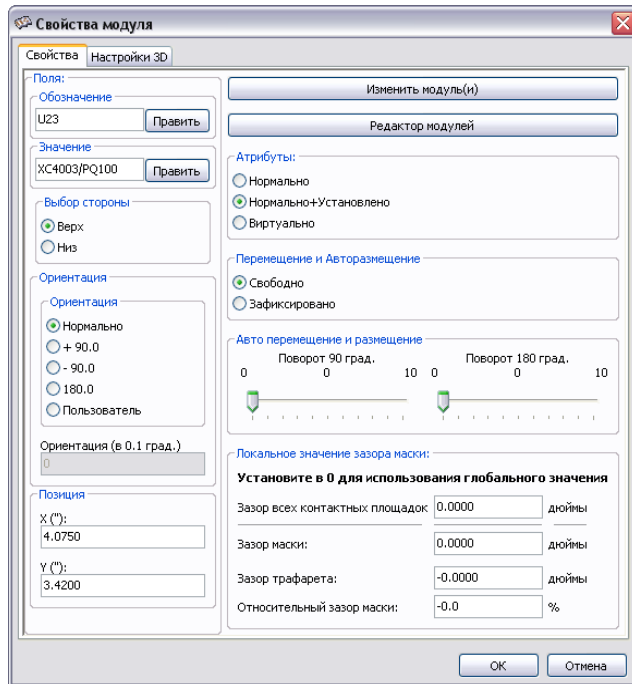 Свойства модуля
Свойства
Настройки 3D
Поля:
Обозначение
U23
Править
Значение
XC4003/PQ100
Править
Выбор стороны
Верх
Низ
Ориентация
Ориентация
Нормально
+ 90.0
- 90.0
180.0
Пользователь
Ориентация (в 0.1 град.)
0
Позиция
X ("):
4.0750
Y ("):
3.4200
Изменить модуль(и)
Редактор модулей
Атрибуты:
Нормально
Нормально+Установлено
Виртуально
Перемещение и Авторазмещение
Свободно
Зафиксировано
Авто перемещение и размещение
Поворот 90 град.
0 0 10
Поворот 180 град.
0 0 10
Локальное значение зазора маски:
Установите в 0 для использования глобального значения
Зазор всех контактных площадок 0.0000 дюймы
Зазор маски: 0.0000 дюймы
Зазор трафарета: -0.0000 дюймы
Относительный зазор маски: -0.0 %
OK
Отмена